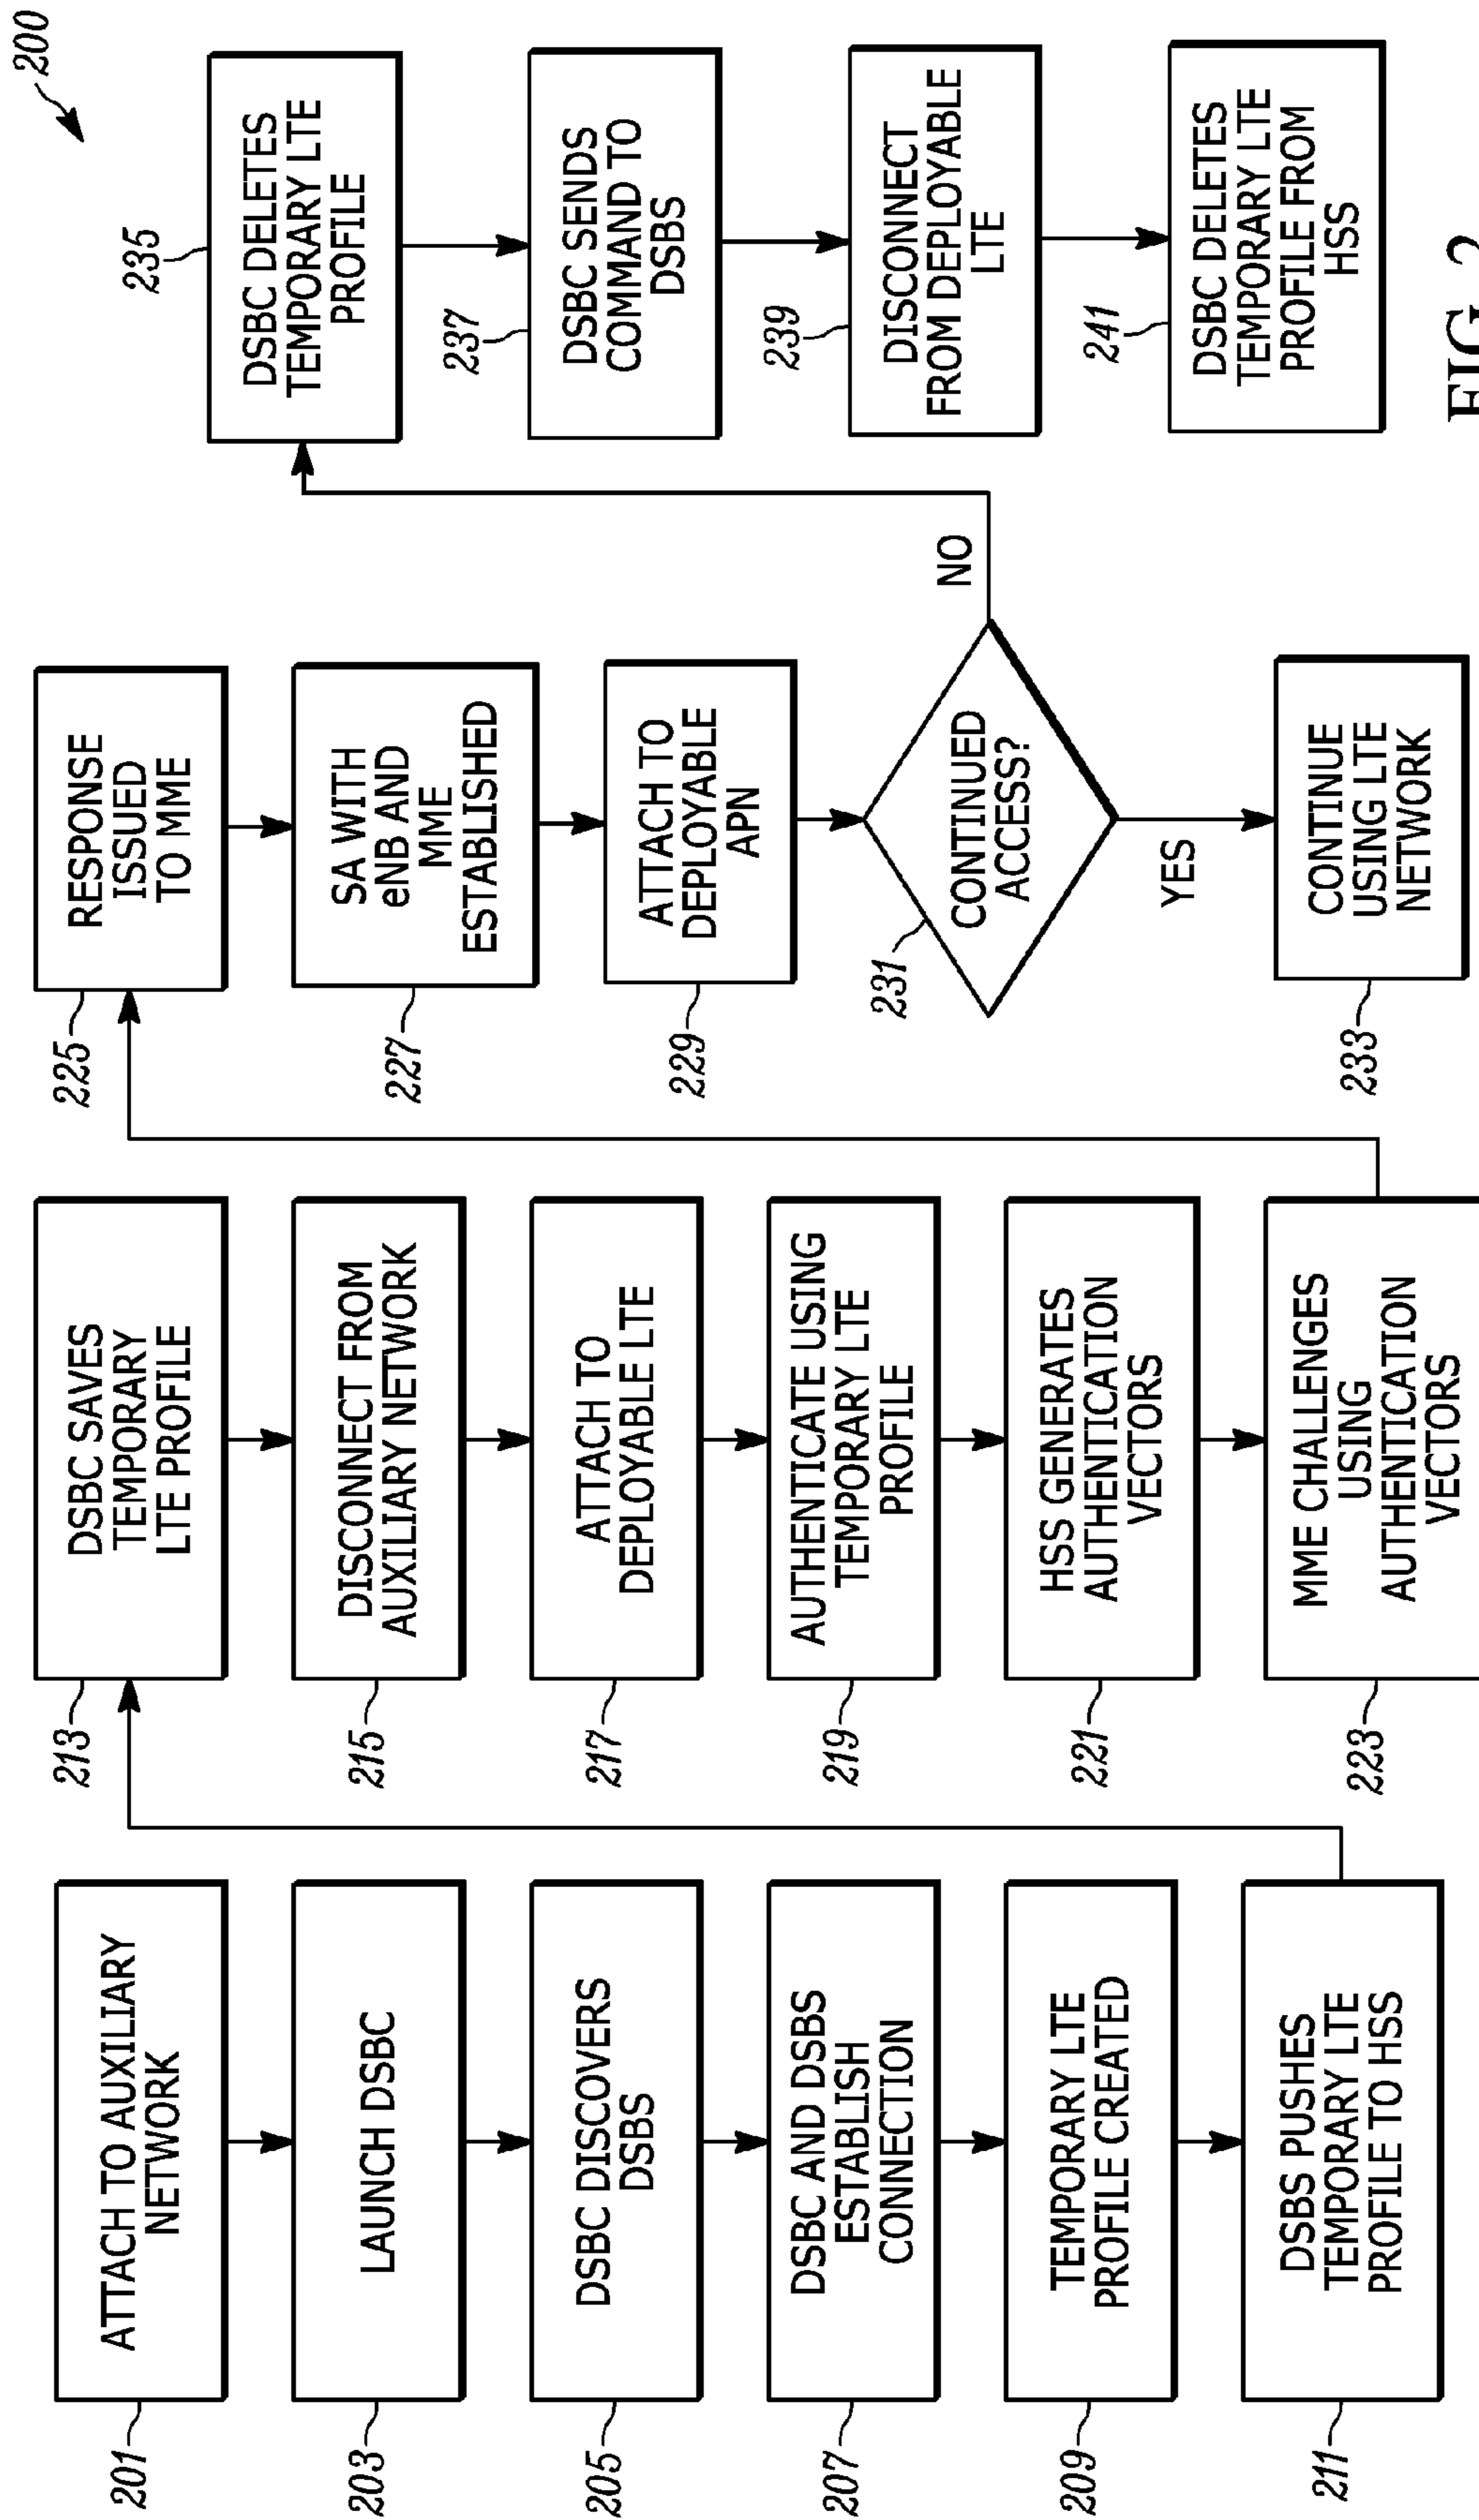 200
201
ATTACH TO AUXILIARY
NETWORK
203
LAUNCH DSBC
205
DSBC DISCOVERS
DSBS
207
DSBC AND DSBS
ESTABLISH
CONNECTION
209
TEMPORARY LTE
PROFILE CREATED
211
DSBS PUSHES
TEMPORARY LTE
PROFILE TO HSS
213
DSBC SAVES
TEMPORARY
LTE PROFILE
215
DISCONNECT FROM
AUXILIARY NETWORK
217
ATTACH TO
DEPLOYABLE LTE
219
AUTHENTICATE USING
TEMPORARY LTE
PROFILE
221
HSS GENERATES
AUTHENTICATION
VECTORS
223
MME CHALLENGES
USING
AUTHENTICATION
VECTORS
225
RESPONSE
ISSUED
TO MME
227
SA WITH
eNB AND
MME
ESTABLISHED
229
ATTACH TO
DEPLOYABLE
APN
231
CONTINUED
ACCESS?
NO
YES
233
CONTINUE
USING LTE
NETWORK
235
DSBC DELETES
TEMPORARY LTE
PROFILE
237
DSBC SENDS
COMMAND TO
DSBS
239
DISCONNECT
FROM DEPLOYABLE
LTE
241
DSBC DELETES
TEMPORARY LTE
PROFILE FROM
HSS